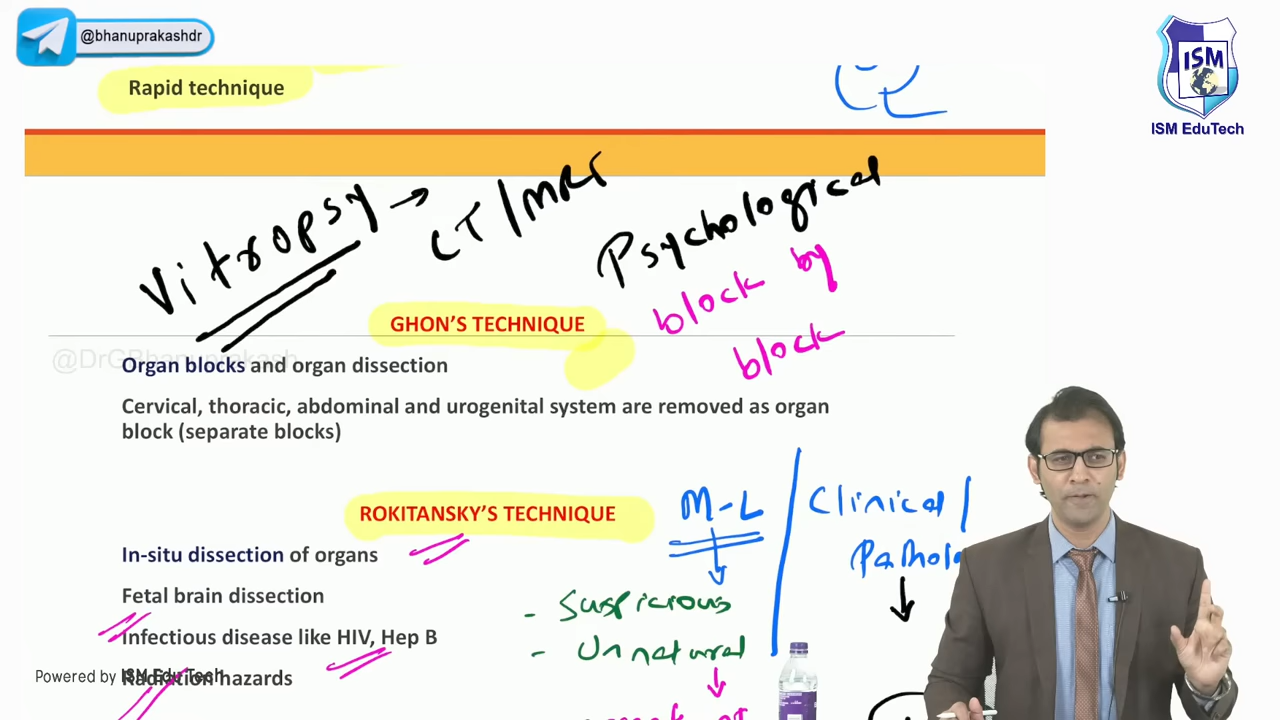 @bhanuprakashdr
ISM
ISM EduTech
Rapid technique
Vitropsy → CT/MRI
Psychological
block by
block
GHON'S TECHNIQUE
@DrGBhanuprakash
Organ blocks and organ dissection
Cervical, thoracic, abdominal and urogenital system are removed as organ
block (separate blocks)
ROKITANSKY'S TECHNIQUE
M-L
Clinical/
Patholo
In-situ dissection of organs
Fetal brain dissection
- Suspicious
Infectious disease like HIV, Hep B
- Unnatural
Powered by ISM EduTech
Radiation hazards